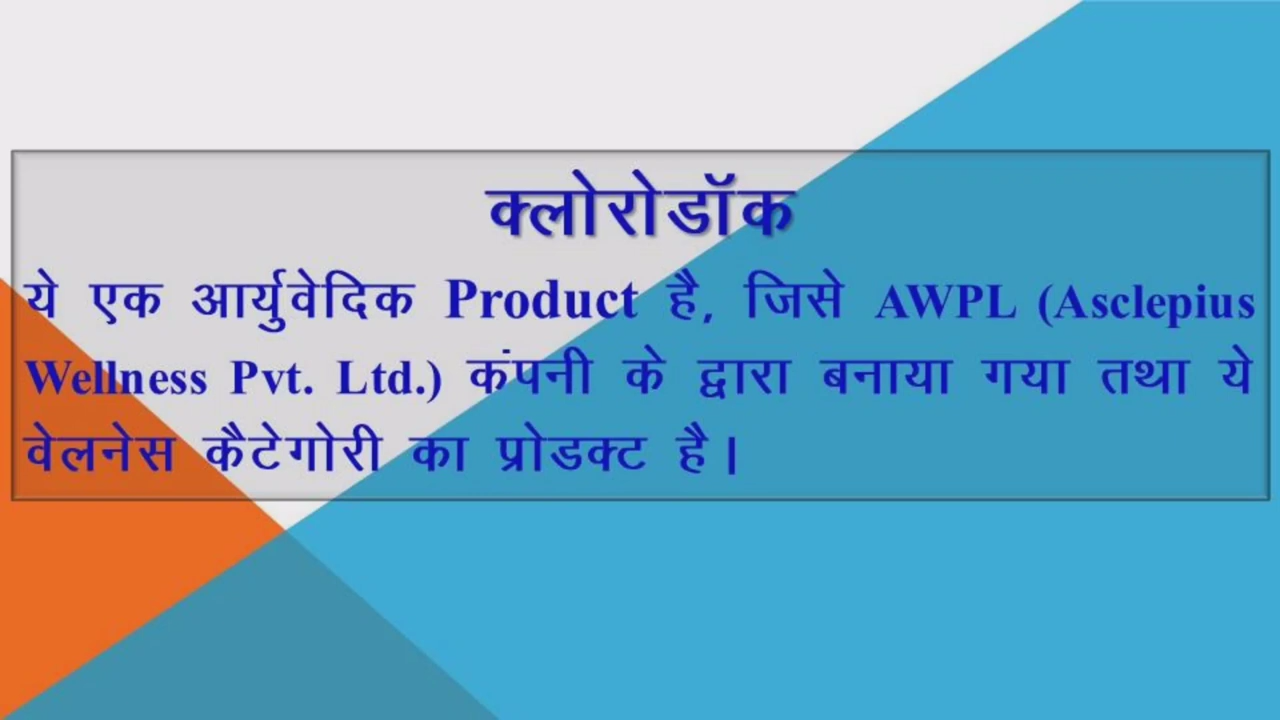 क्लोरोडॉक
ये एक आर्युवेदिक Product है, जिसे AWPL (Asclepius
Wellness Pvt. Ltd.) कंपनी के द्वारा बनाया गया तथा ये
वेलनेस कैटेगोरी का प्रोडक्ट है।